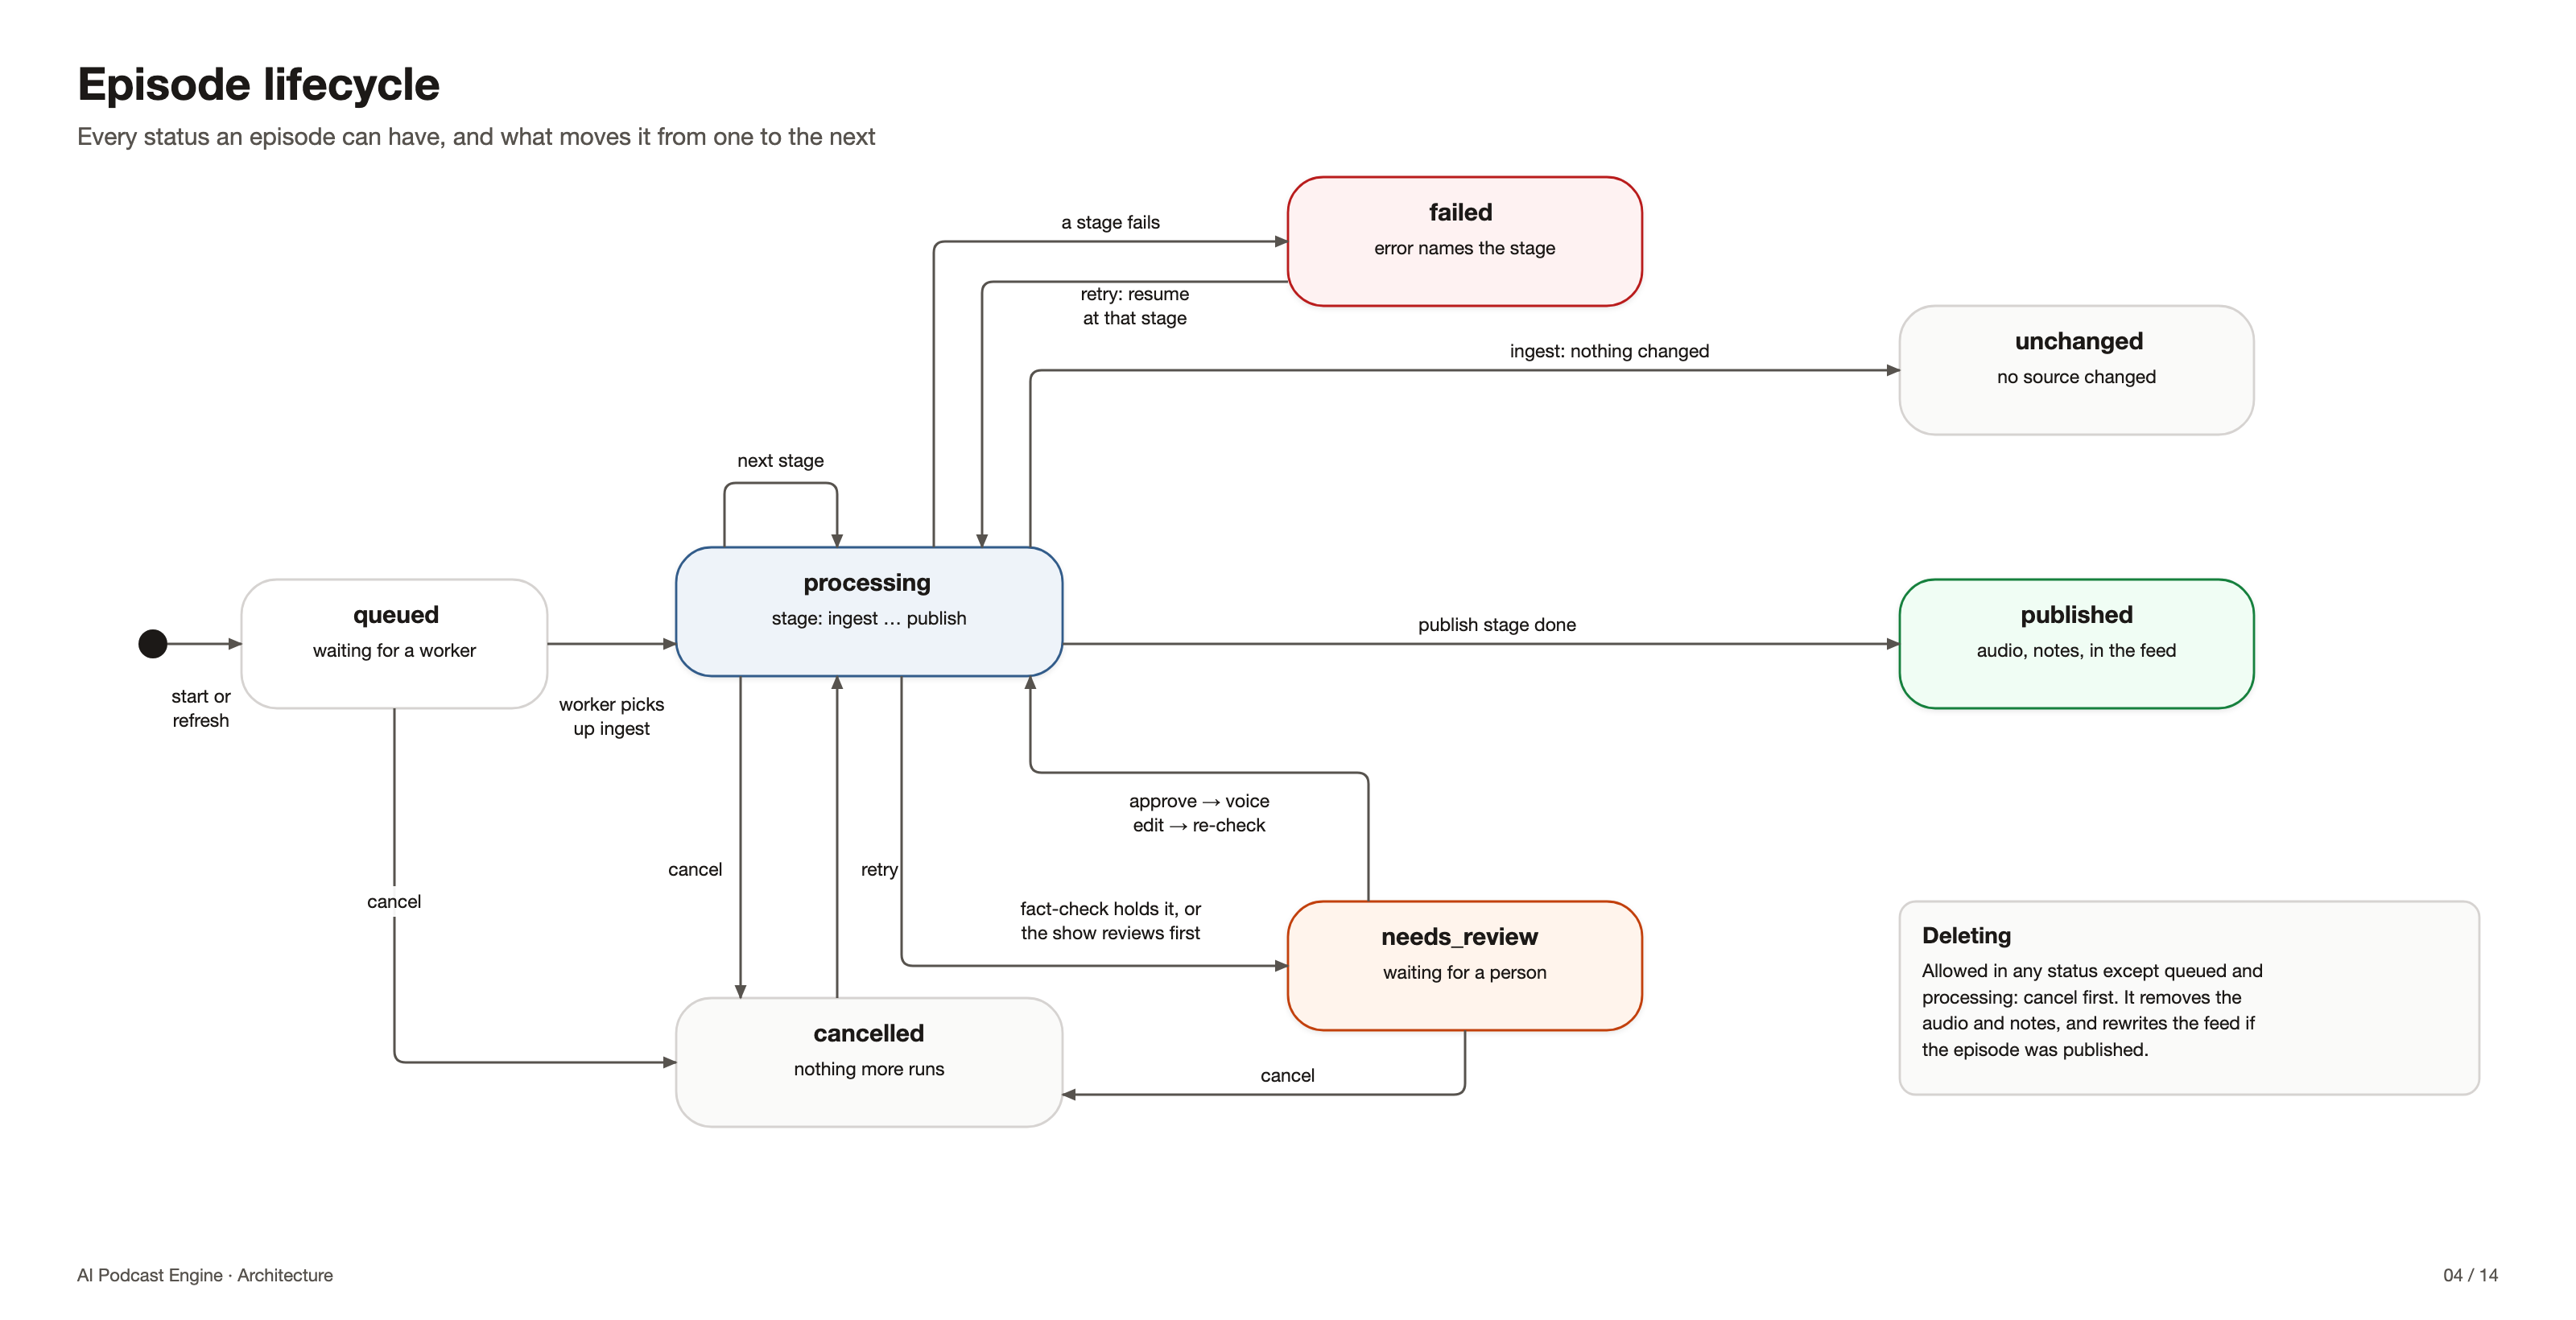 Episode lifecycle
Every status an episode can have, and what moves it from one to the next
failed
error names the stage
a stage fails
retry: resume
at that stage
unchanged
no source changed
ingest: nothing changed
next stage
processing
stage: ingest … publish
queued
waiting for a worker
start or
refresh
worker picks
up ingest
publish stage done
published
audio, notes, in the feed
approve → voice
edit → re-check
cancel
retry
cancel
fact-check holds it, or
the show reviews first
needs_review
waiting for a person
cancelled
nothing more runs
cancel
Deleting
Allowed in any status except queued and
processing: cancel first. It removes the
audio and notes, and rewrites the feed if
the episode was published.
AI Podcast Engine · Architecture
04 / 14